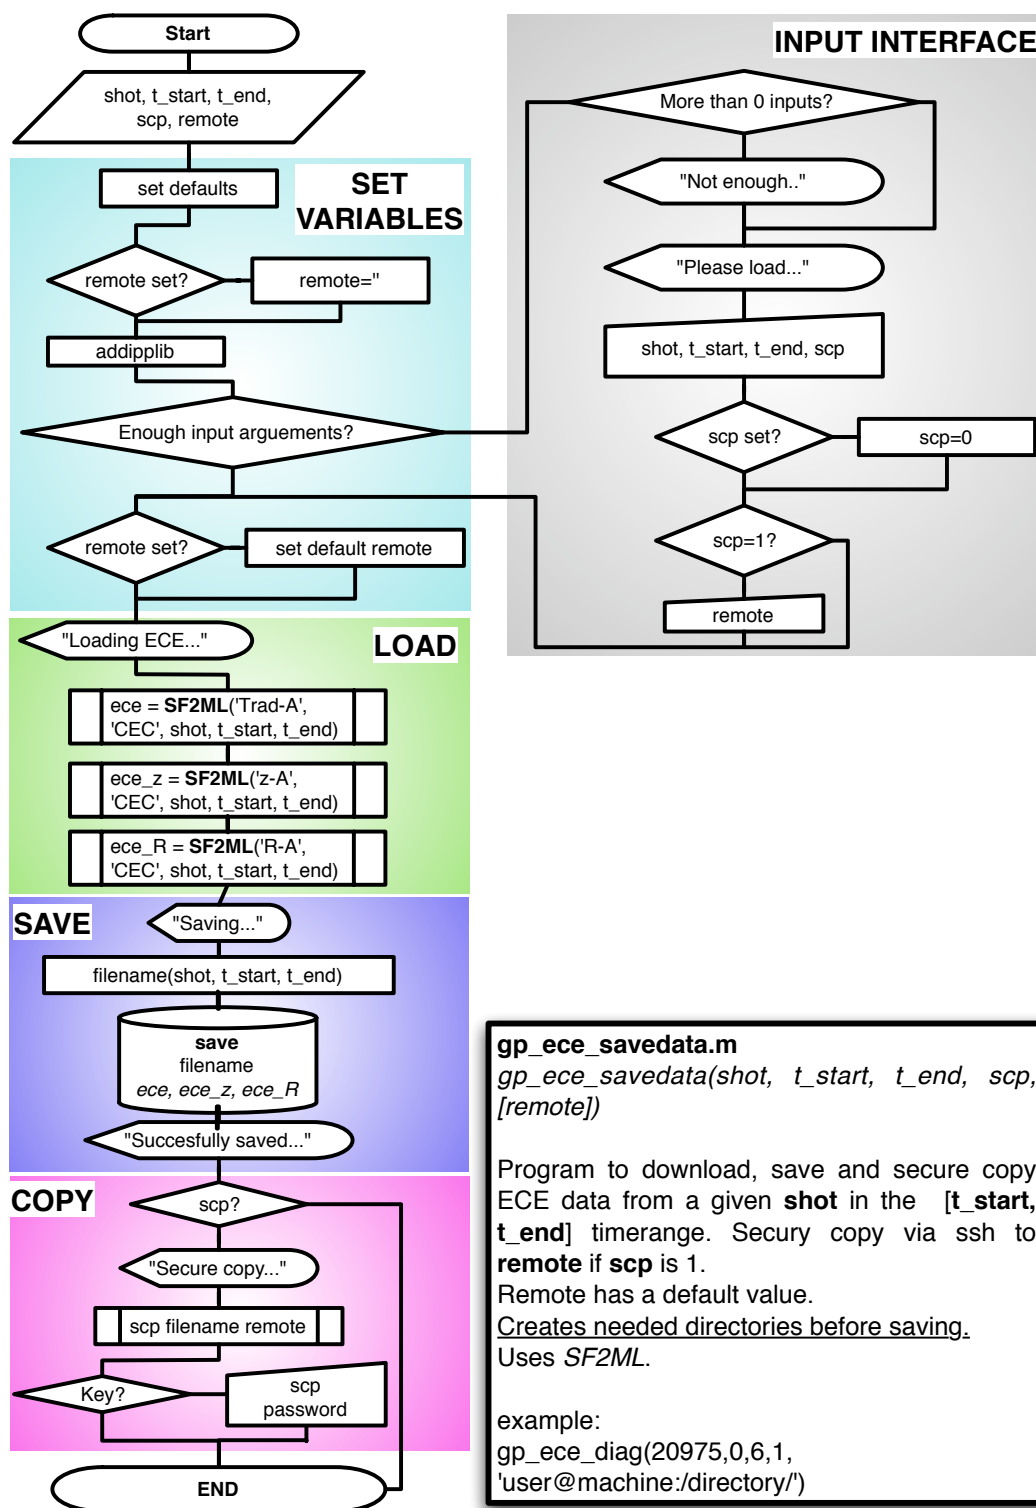 Start
shot, t_start, t_end,
scp, remote
SET
VARIABLES
set defaults
remote set?
remote=''
addipplib
Enough input arguements?
remote set?
set default remote
INPUT INTERFACE
More than 0 inputs?
"Not enough.."
"Please load..."
shot, t_start, t_end, scp
scp set?
scp=0
scp=1?
remote
LOAD
"Loading ECE..."
ece = SF2ML('Trad-A',
'CEC', shot, t_start, t_end)
ece_z = SF2ML('z-A',
'CEC', shot, t_start, t_end)
ece_R = SF2ML('R-A',
'CEC', shot, t_start, t_end)
SAVE
"Saving..."
filename(shot, t_start, t_end)
save
filename
ece, ece_z, ece_R
"Succesfully saved..."
COPY
scp?
"Secure copy..."
scp filename remote
Key?
scp
password
END
gp_ece_savedata.m
gp_ece_savedata(shot, t_start, t_end, scp,
[remote])
Program to download, save and secure copy
ECE data from a given shot in the [t_start,
t_end] timerange. Secury copy via ssh to
remote if scp is 1.
Remote has a default value.
Creates needed directories before saving.
Uses SF2ML.
example:
gp_ece_diag(20975,0,6,1,
'user@machine:/directory/')